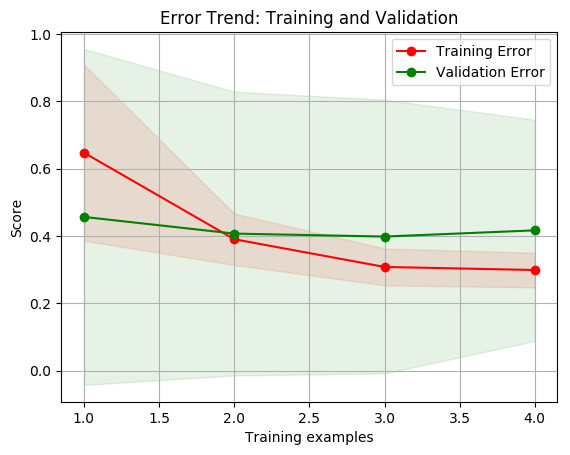 Error Trend: Training and Validation
Training Error
Validation Error
Score
1.0
0.8
0.6
0.4
0.2
0.0
1.0 1.5 2.0 2.5 3.0 3.5 4.0
Training examples